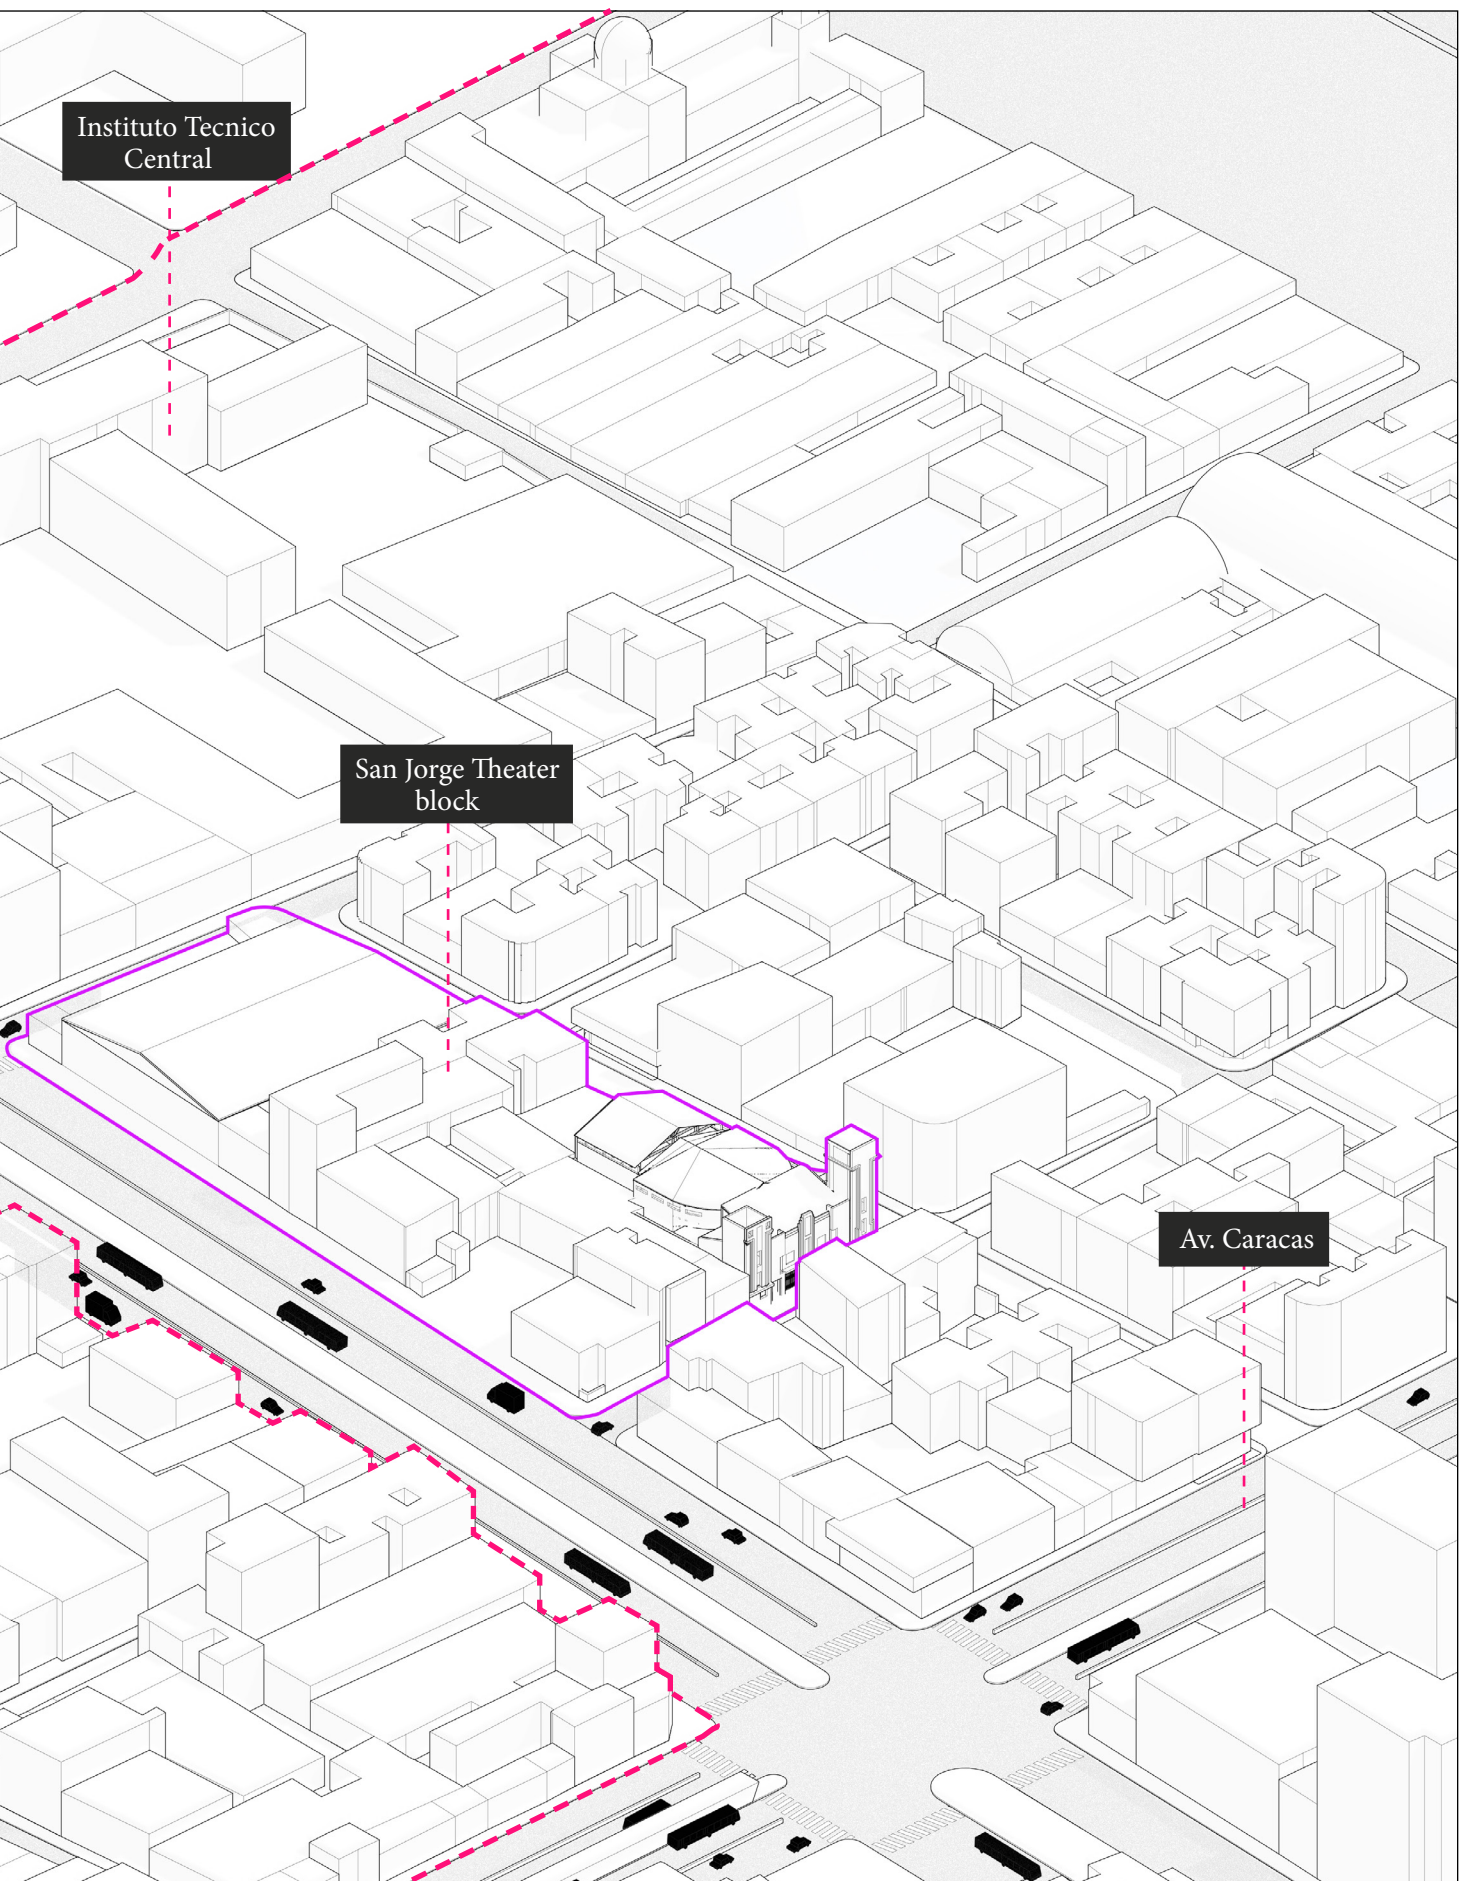 Instituto Tecnico
Central
San Jorge Theater
block
Av. Caracas